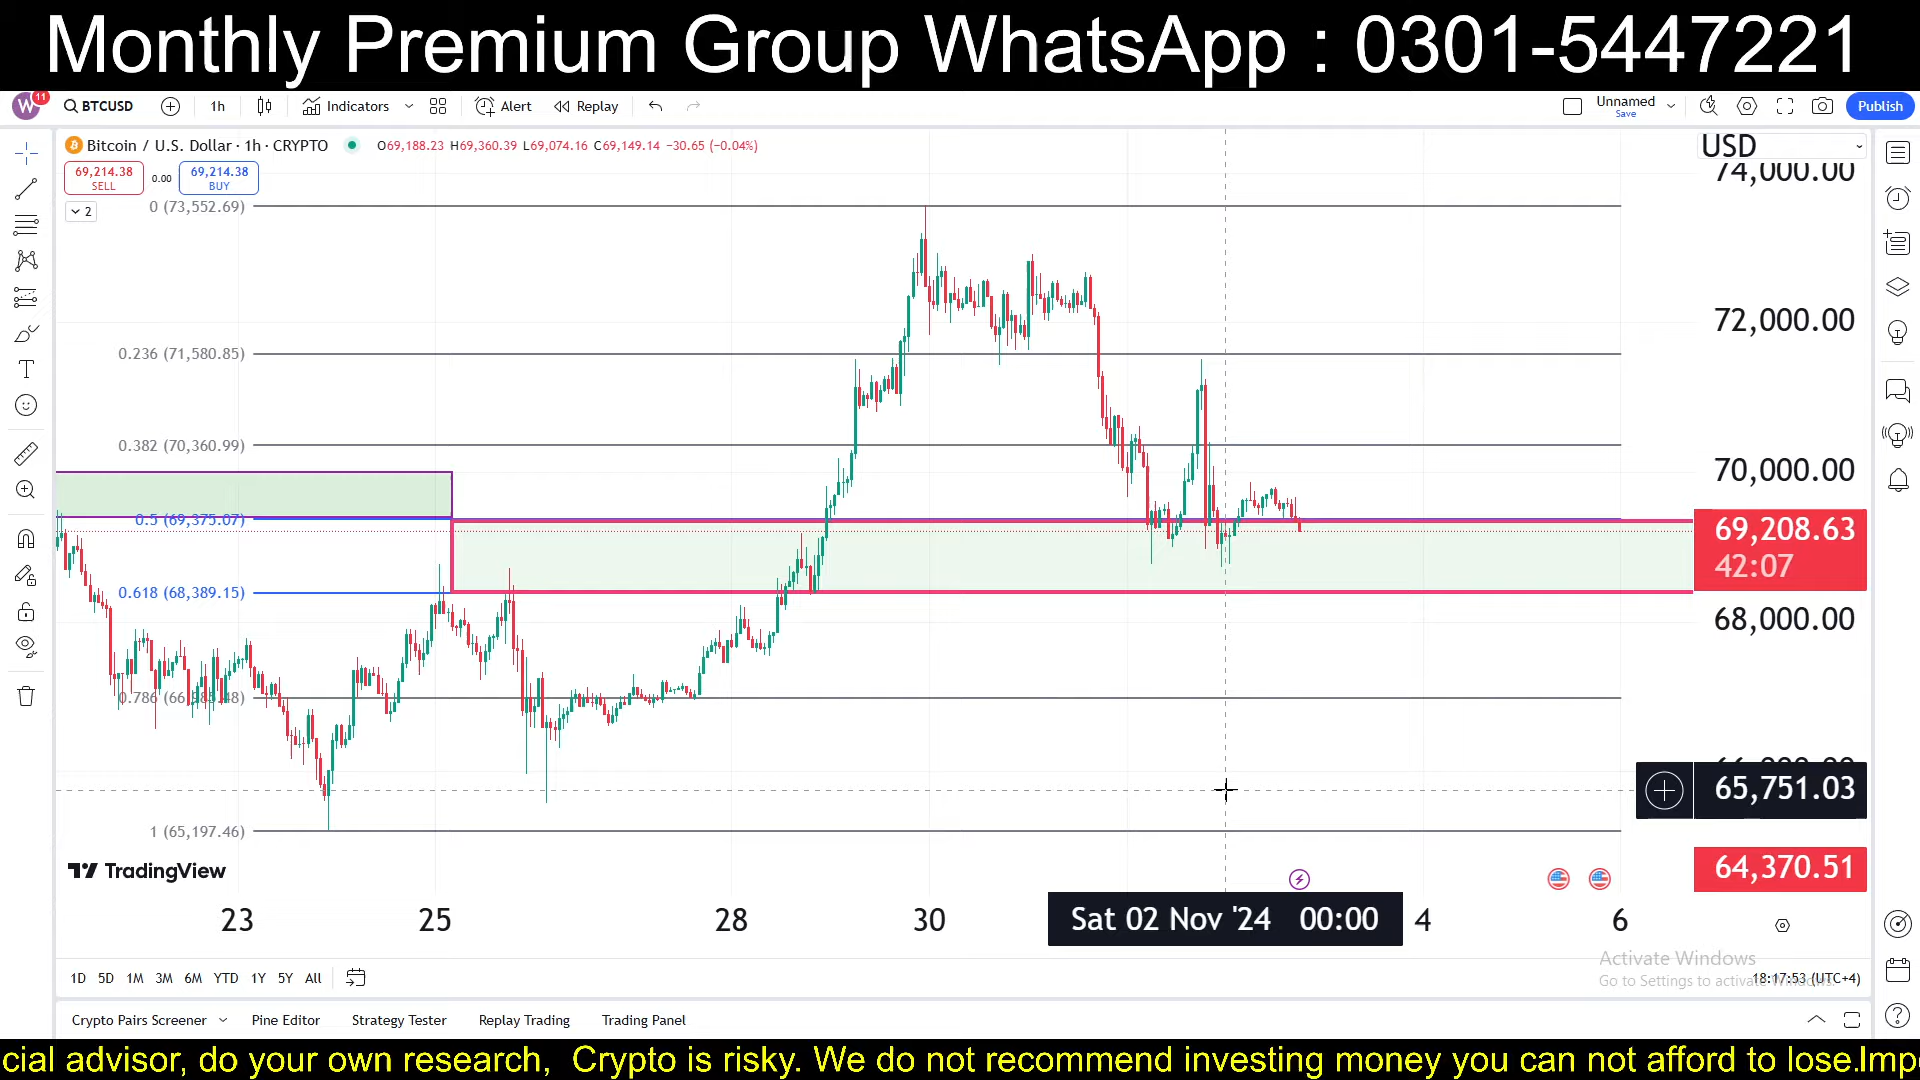 Monthly Premium Group WhatsApp : 0301-5447221
W 11 BTCUSD 1h Indicators Alert Replay Unnamed Save Publish
Bitcoin / U.S. Dollar · 1h · CRYPTO O69,188.23 H69,360.39 L69,074.16 C69,149.14 −30.65 (−0.04%)
USD
69,214.38 SELL 0.00 69,214.38 BUY
74,000.00
2
0 (73,552.69)
72,000.00
0.236 (71,580.85)
0.382 (70,360.99)
70,000.00
0.5 (69,375.07)
69,208.63
42:07
0.618 (68,389.15)
68,000.00
0.786 (66,985.48)
65,751.03
1 (65,197.46)
TradingView
64,370.51
23 25 28 30 Sat 02 Nov '24 00:00 4 6
Activate Windows
Go to Settings to activate Windows.
1D 5D 1M 3M 6M YTD 1Y 5Y All 18:17:53 (UTC+4)
Crypto Pairs Screener Pine Editor Strategy Tester Replay Trading Trading Panel
cial advisor, do your own research, Crypto is risky. We do not recommend investing money you can not afford to lose.Imp